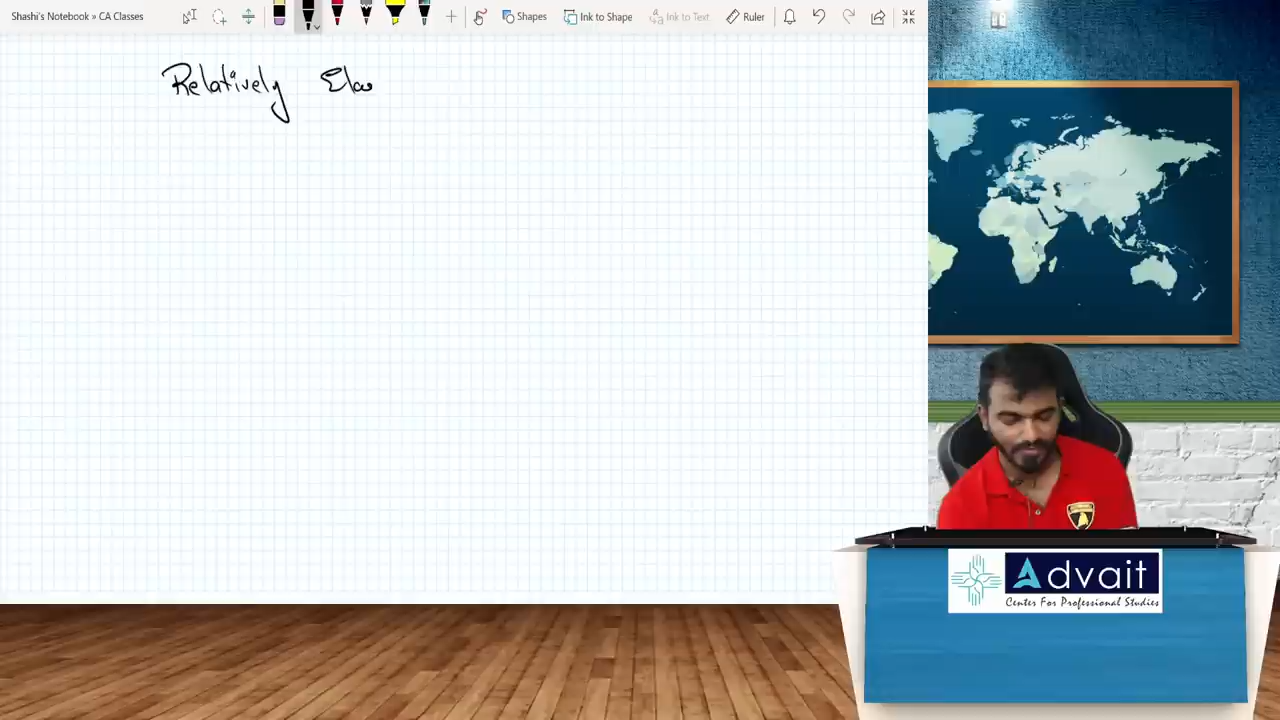 Shashi's Notebook » CA Classes
Shapes
Ink to Shape
Ink to Text
Ruler
Relatively Elas
Advait
Center For Professional Studies